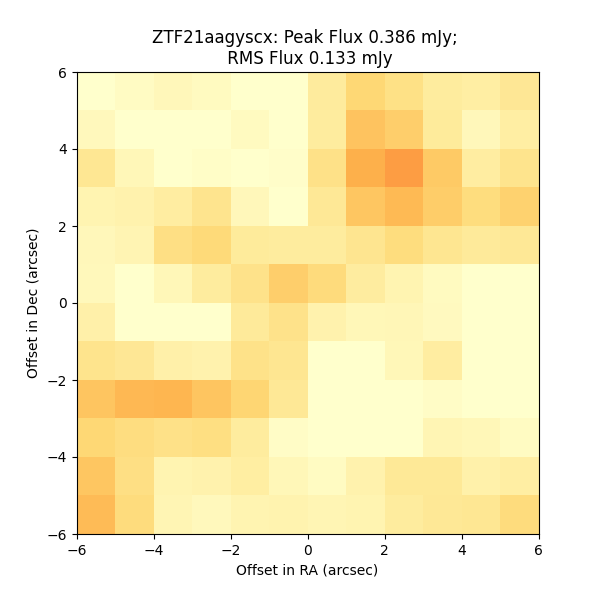 ZTF21aagyscx: Peak Flux 0.386 mJy;
RMS Flux 0.133 mJy
6
4
2
0
−2
−4
−6
Offset in Dec (arcsec)
−6 −4 −2 0 2 4 6
Offset in RA (arcsec)